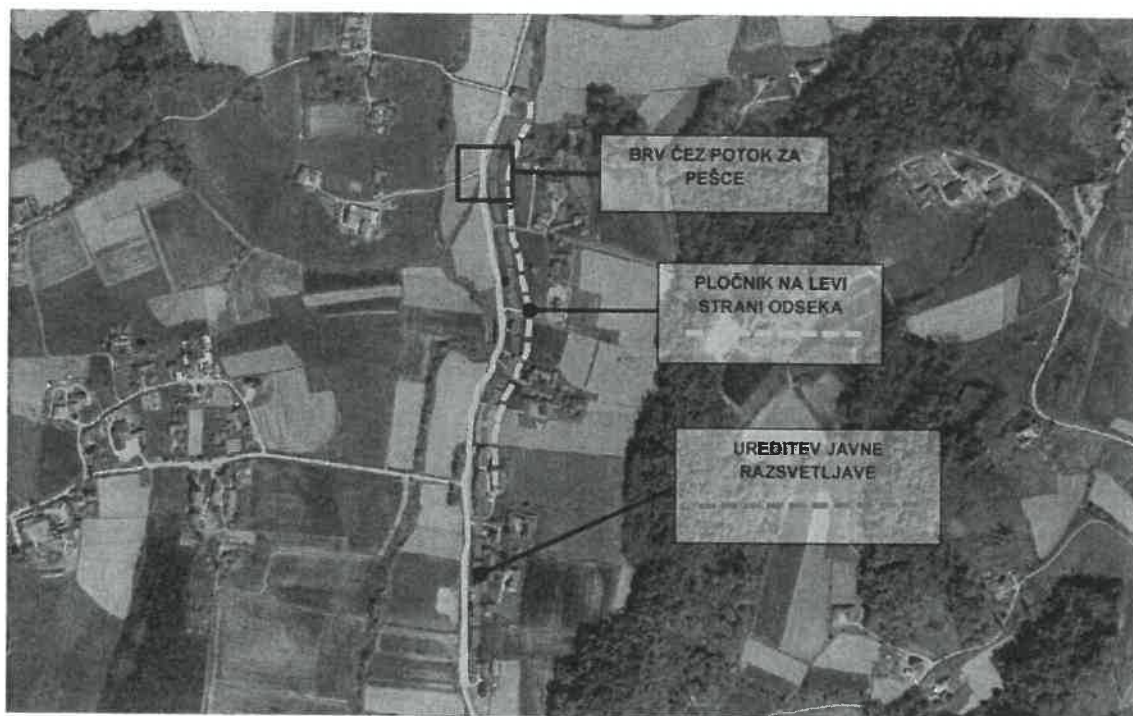 BRV ČEZ POTOK ZA
PEŠCE
PLOČNIK NA LEVI
STRANI ODSEKA
UREDITEV JAVNE
RAZSVETLJAVE